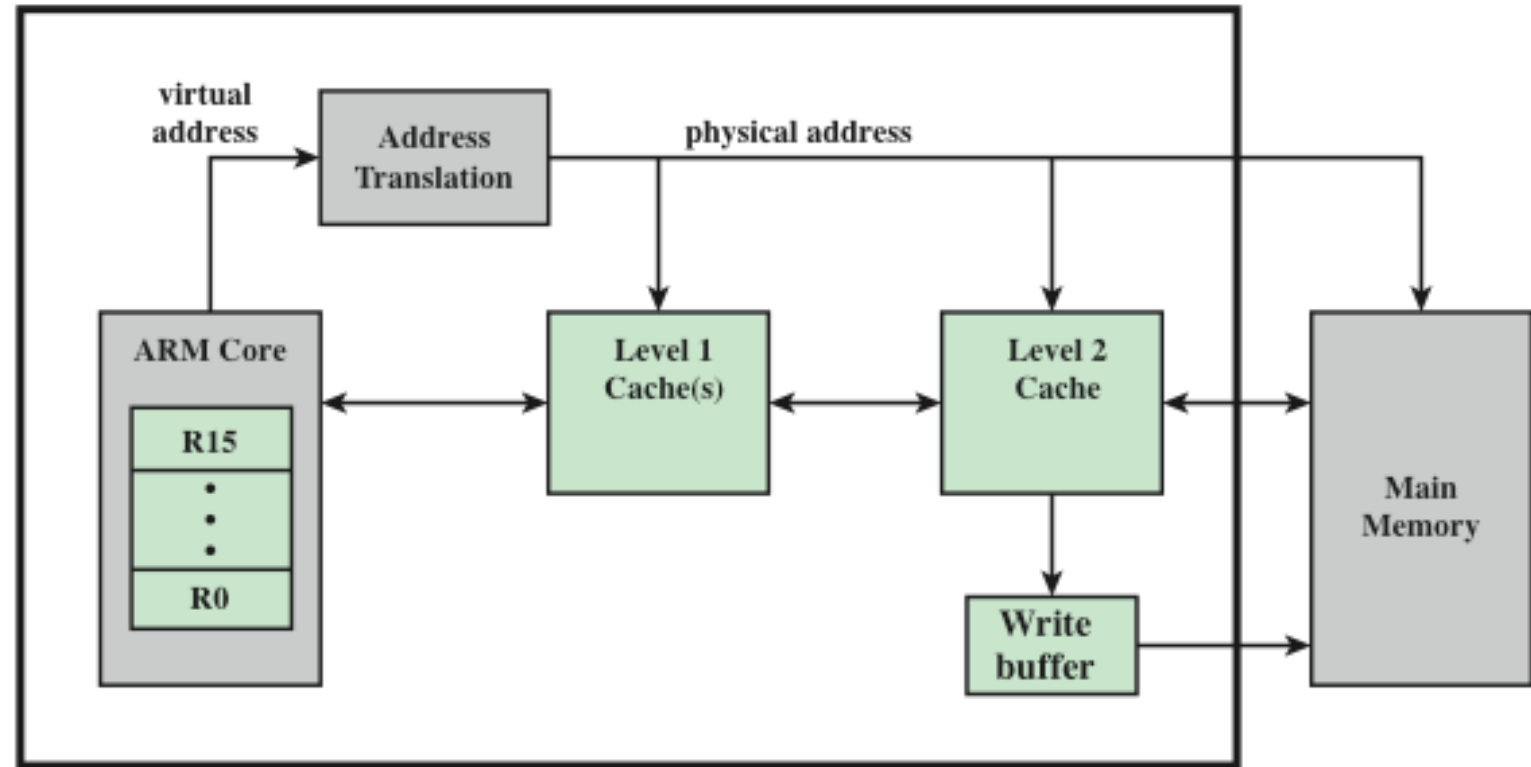 virtual
address
Address
Translation
physical address
ARM Core
R15
R0
Level 1
Cache(s)
Level 2
Cache
Write
buffer
Main
Memory